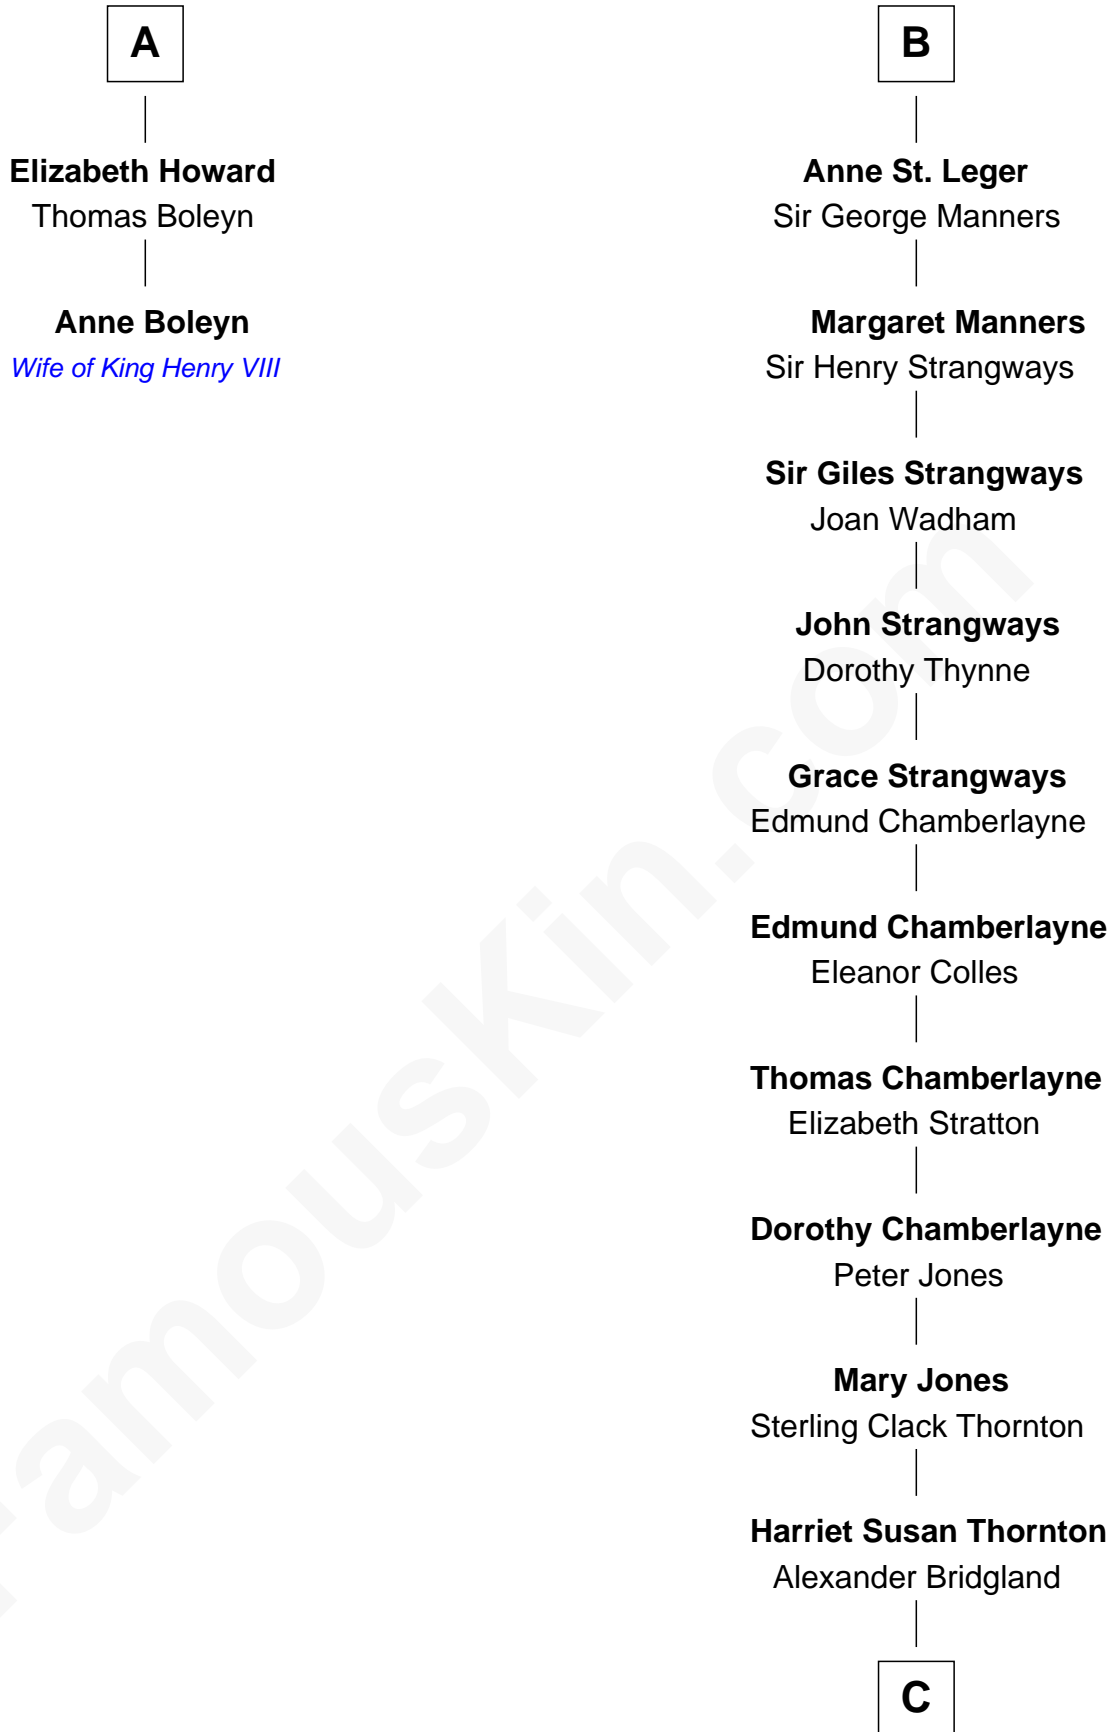 A
Elizabeth Howard
Thomas Boleyn
Anne Boleyn
Wife of King Henry VIII
B
Anne St. Leger
Sir George Manners
Margaret Manners
Sir Henry Strangways
Sir Giles Strangways
Joan Wadham
John Strangways
Dorothy Thynne
Grace Strangways
Edmund Chamberlayne
Edmund Chamberlayne
Eleanor Colles
Thomas Chamberlayne
Elizabeth Stratton
Dorothy Chamberlayne
Peter Jones
Mary Jones
Sterling Clack Thornton
Harriet Susan Thornton
Alexander Bridgland
C
FamousKin.com